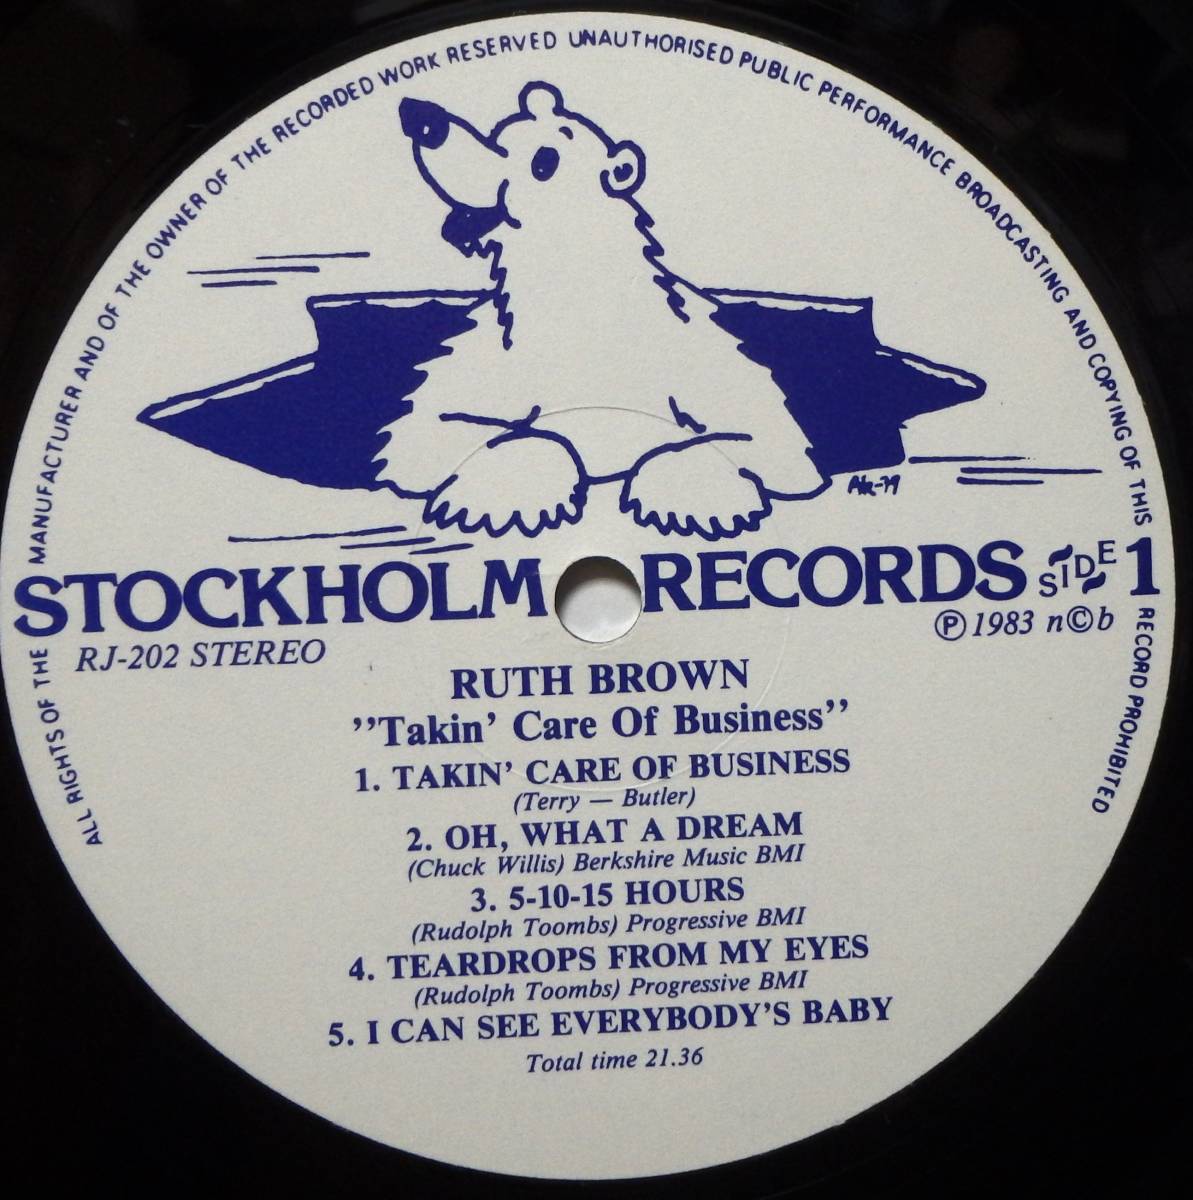 ALL RIGHTS OF THE MANUFACTURER AND OF THE OWNER OF THE RECORDED WORK RESERVED UNAUTHORISED PUBLIC PERFORMANCE BROADCASTING AND COPYING OF THIS RECORD PROHIBITED
STOCKHOLM RECORDS SIDE 1
RJ-202 STEREO
Ⓟ 1983 n©b
RUTH BROWN
”Takin’ Care Of Business”
1. TAKIN’ CARE OF BUSINESS
(Terry — Butler)
2. OH, WHAT A DREAM
(Chuck Willis) Berkshire Music BMI
3. 5-10-15 HOURS
(Rudolph Toombs) Progressive BMI
4. TEARDROPS FROM MY EYES
(Rudolph Toombs) Progressive BMI
5. I CAN SEE EVERYBODY’S BABY
Total time 21.36